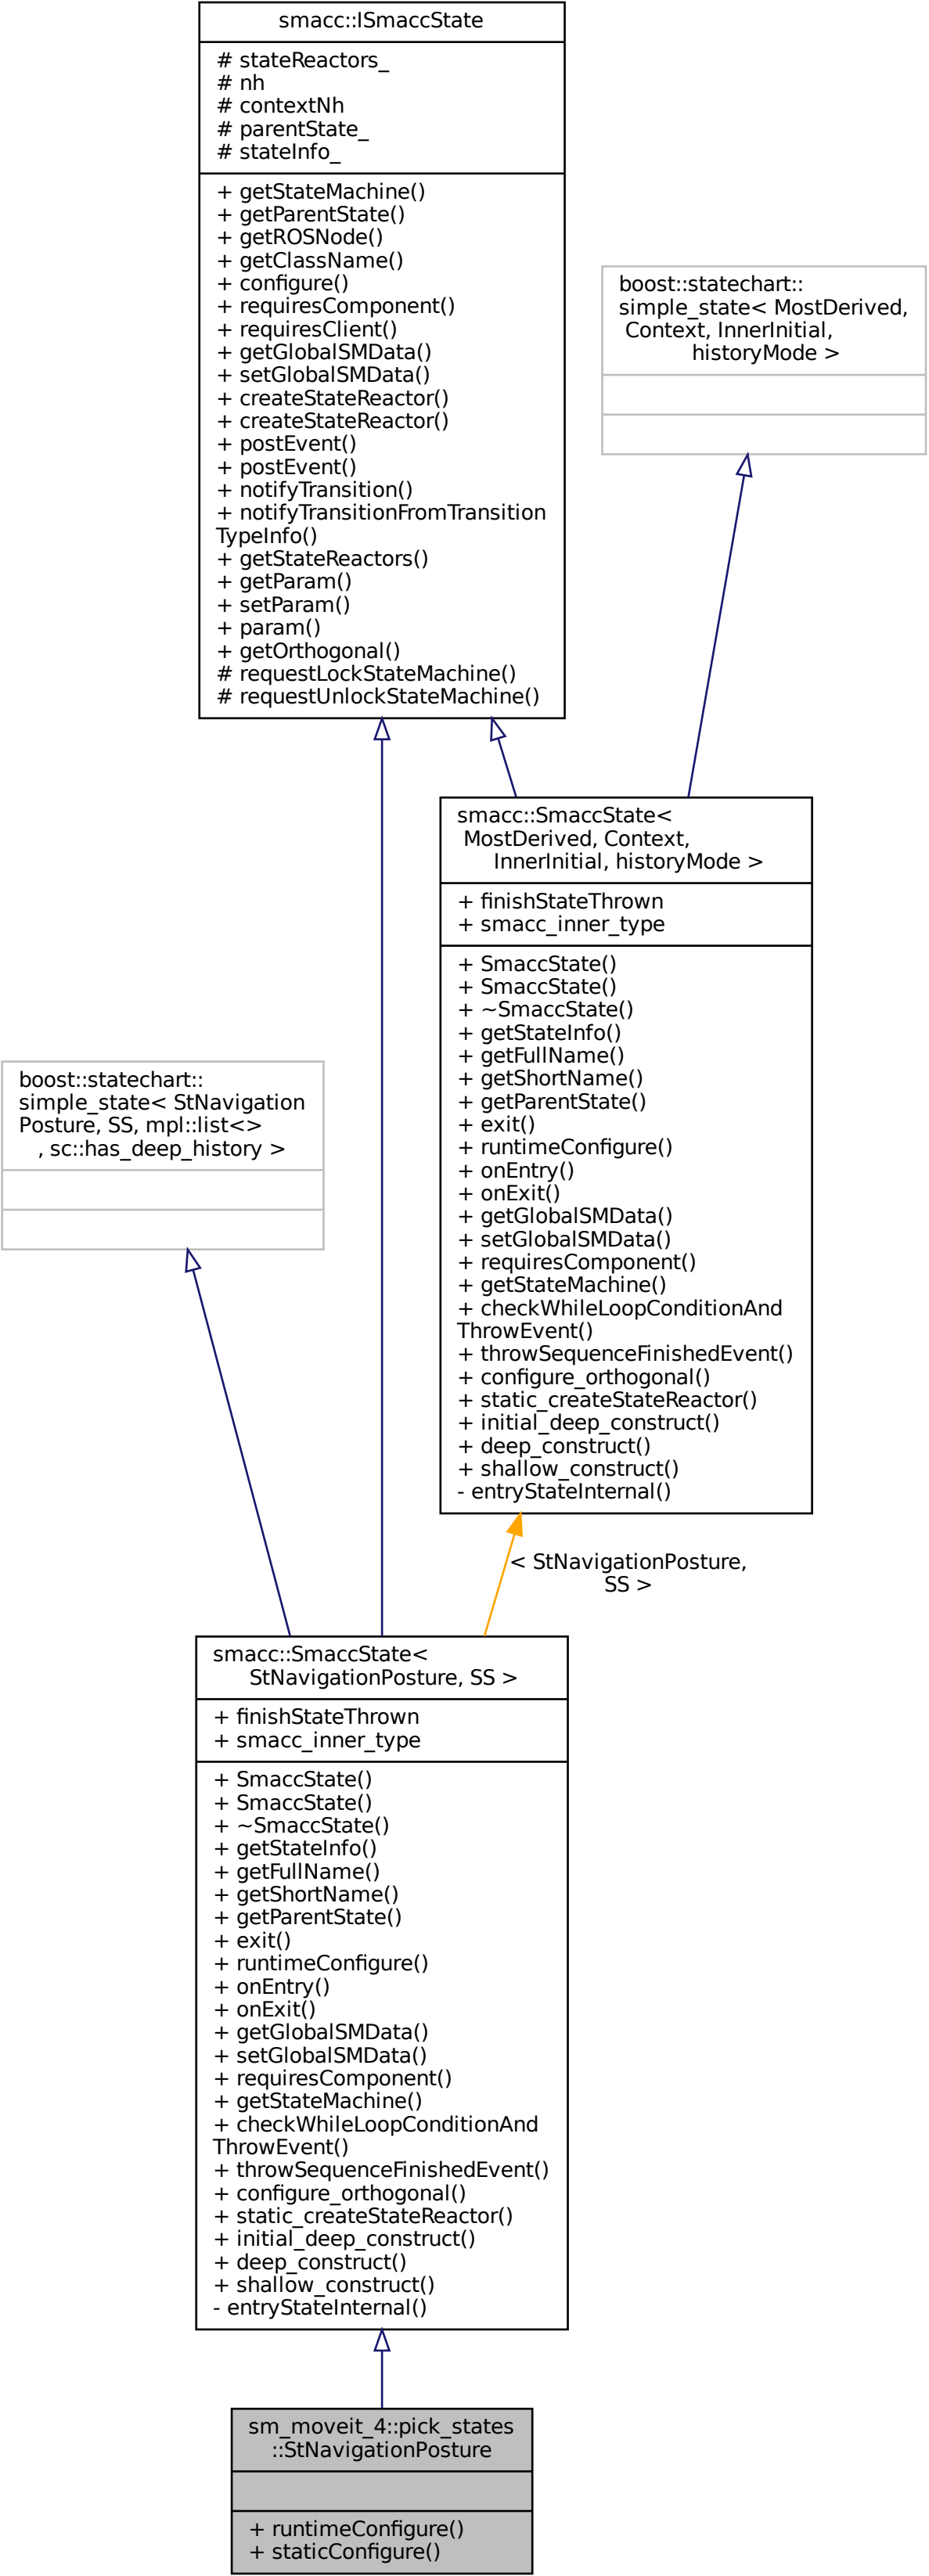 smacc::ISmaccState
# stateReactors_
# nh
# contextNh
# parentState_
# stateInfo_
+ getStateMachine()
+ getParentState()
+ getROSNode()
+ getClassName()
+ configure()
+ requiresComponent()
+ requiresClient()
+ getGlobalSMData()
+ setGlobalSMData()
+ createStateReactor()
+ createStateReactor()
+ postEvent()
+ postEvent()
+ notifyTransition()
+ notifyTransitionFromTransition
TypeInfo()
+ getStateReactors()
+ getParam()
+ setParam()
+ param()
+ getOrthogonal()
# requestLockStateMachine()
# requestUnlockStateMachine()
boost::statechart::
simple_state< MostDerived,
Context, InnerInitial,
historyMode >
smacc::SmaccState<
MostDerived, Context,
InnerInitial, historyMode >
+ finishStateThrown
+ smacc_inner_type
+ SmaccState()
+ SmaccState()
+ ~SmaccState()
+ getStateInfo()
+ getFullName()
+ getShortName()
+ getParentState()
+ exit()
+ runtimeConfigure()
+ onEntry()
+ onExit()
+ getGlobalSMData()
+ setGlobalSMData()
+ requiresComponent()
+ getStateMachine()
+ checkWhileLoopConditionAnd
ThrowEvent()
+ throwSequenceFinishedEvent()
+ configure_orthogonal()
+ static_createStateReactor()
+ initial_deep_construct()
+ deep_construct()
+ shallow_construct()
- entryStateInternal()
boost::statechart::
simple_state< StNavigation
Posture, SS, mpl::list<>
, sc::has_deep_history >
< StNavigationPosture,
SS >
smacc::SmaccState<
StNavigationPosture, SS >
+ finishStateThrown
+ smacc_inner_type
+ SmaccState()
+ SmaccState()
+ ~SmaccState()
+ getStateInfo()
+ getFullName()
+ getShortName()
+ getParentState()
+ exit()
+ runtimeConfigure()
+ onEntry()
+ onExit()
+ getGlobalSMData()
+ setGlobalSMData()
+ requiresComponent()
+ getStateMachine()
+ checkWhileLoopConditionAnd
ThrowEvent()
+ throwSequenceFinishedEvent()
+ configure_orthogonal()
+ static_createStateReactor()
+ initial_deep_construct()
+ deep_construct()
+ shallow_construct()
- entryStateInternal()
sm_moveit_4::pick_states
::StNavigationPosture
+ runtimeConfigure()
+ staticConfigure()